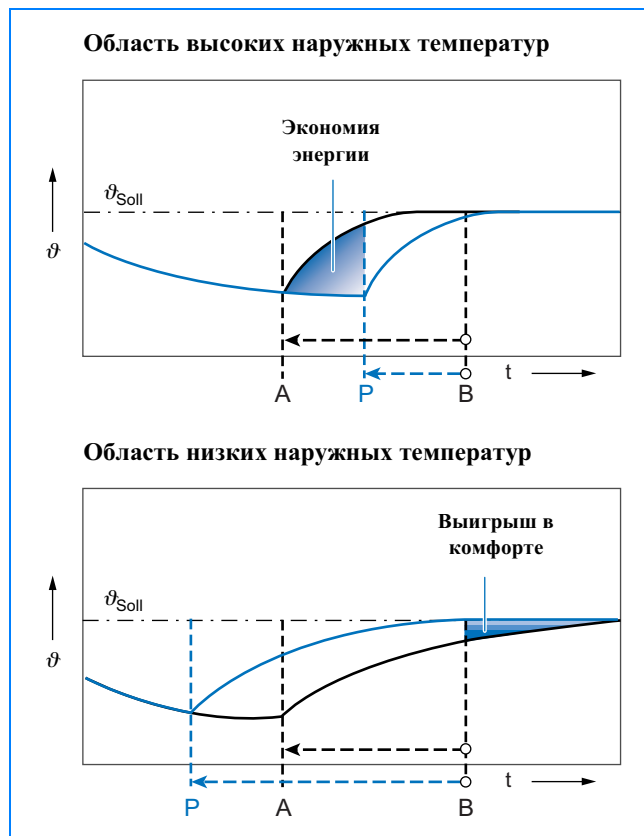 Область высоких наружных температур
Экономия
энергии
ϑSoll
ϑ
t
A
P
B
Область низких наружных температур
Выигрыш в
комфорте
ϑSoll
ϑ
t
P
A
B